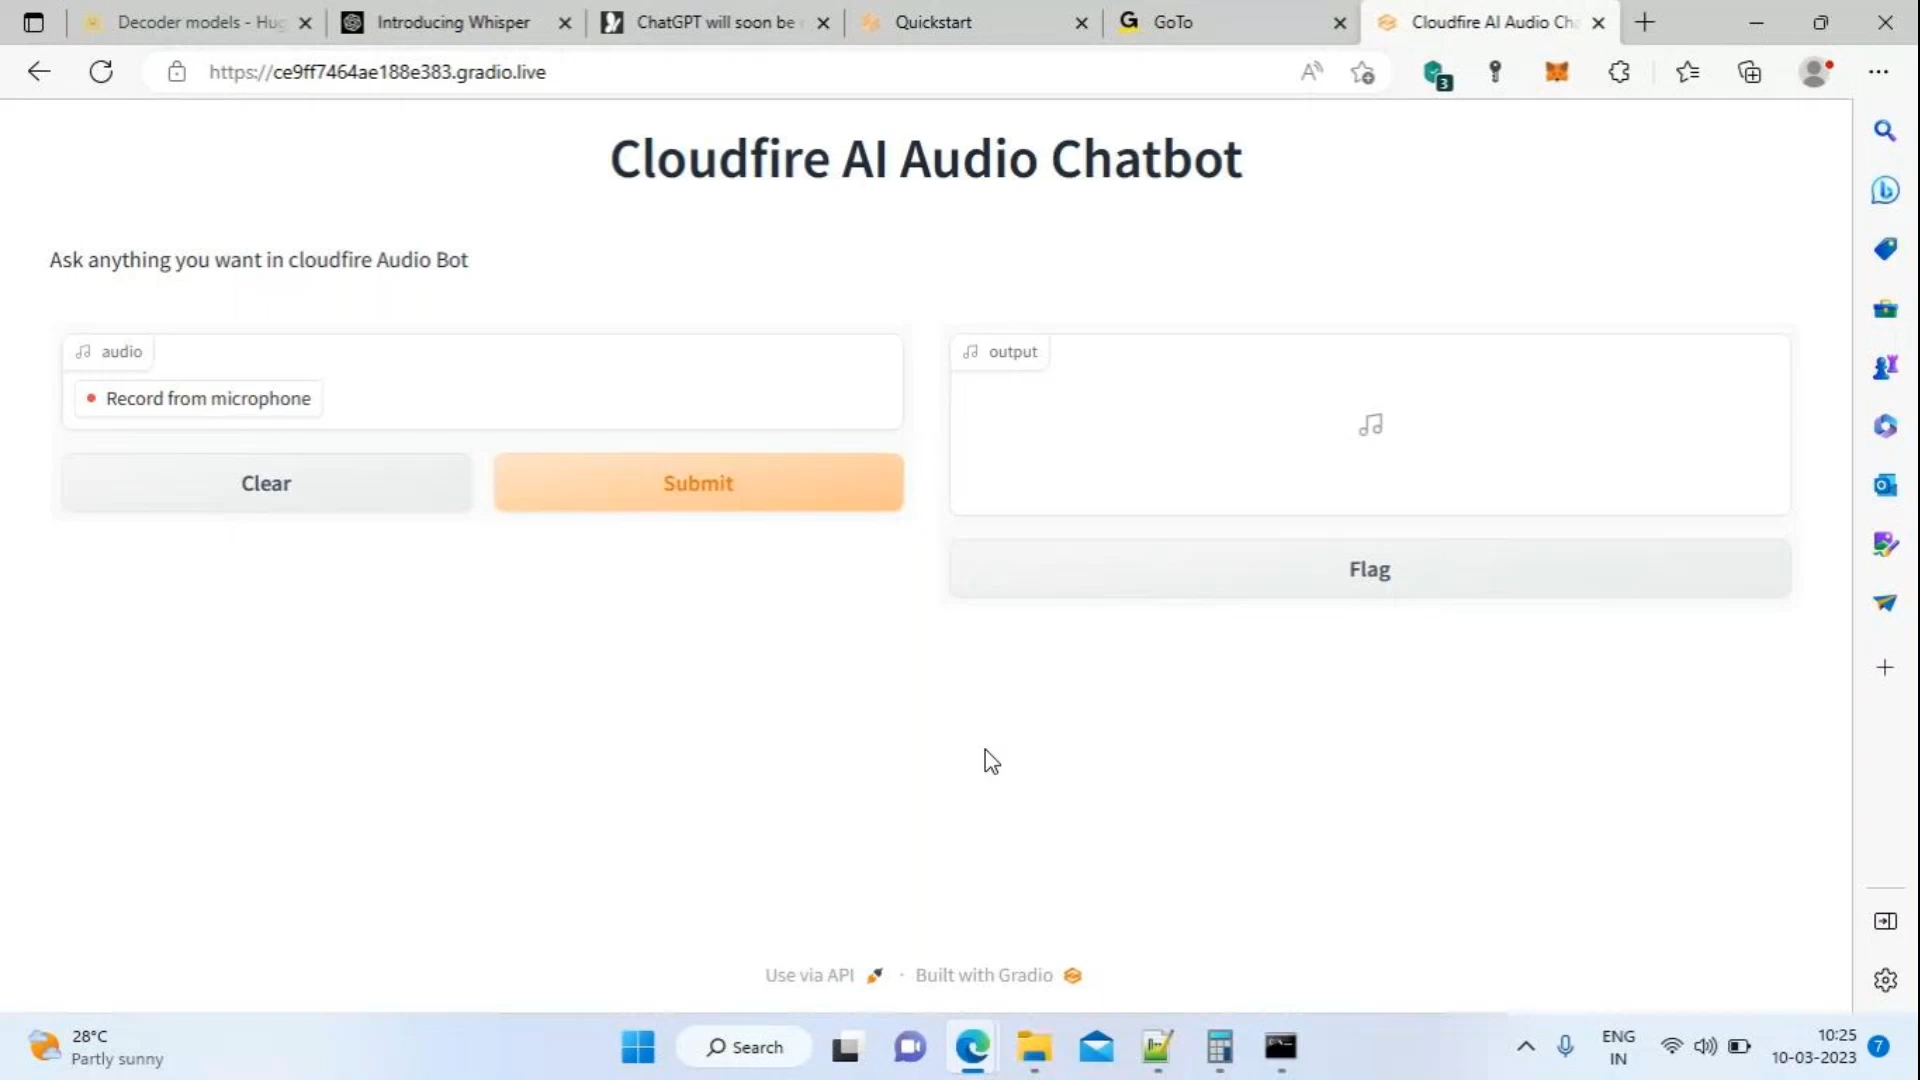 Decoder models - Hug
Introducing Whisper
ChatGPT will soon be
Quickstart
GoTo
Cloudfire AI Audio Ch
https://ce9ff7464ae188e383.gradio.live
3
Cloudfire AI Audio Chatbot
Ask anything you want in cloudfire Audio Bot
audio
Record from microphone
Clear
Submit
output
Flag
Use via API
· Built with Gradio
28°C
Partly sunny
Search
ENG
IN
10:25
10-03-2023
7